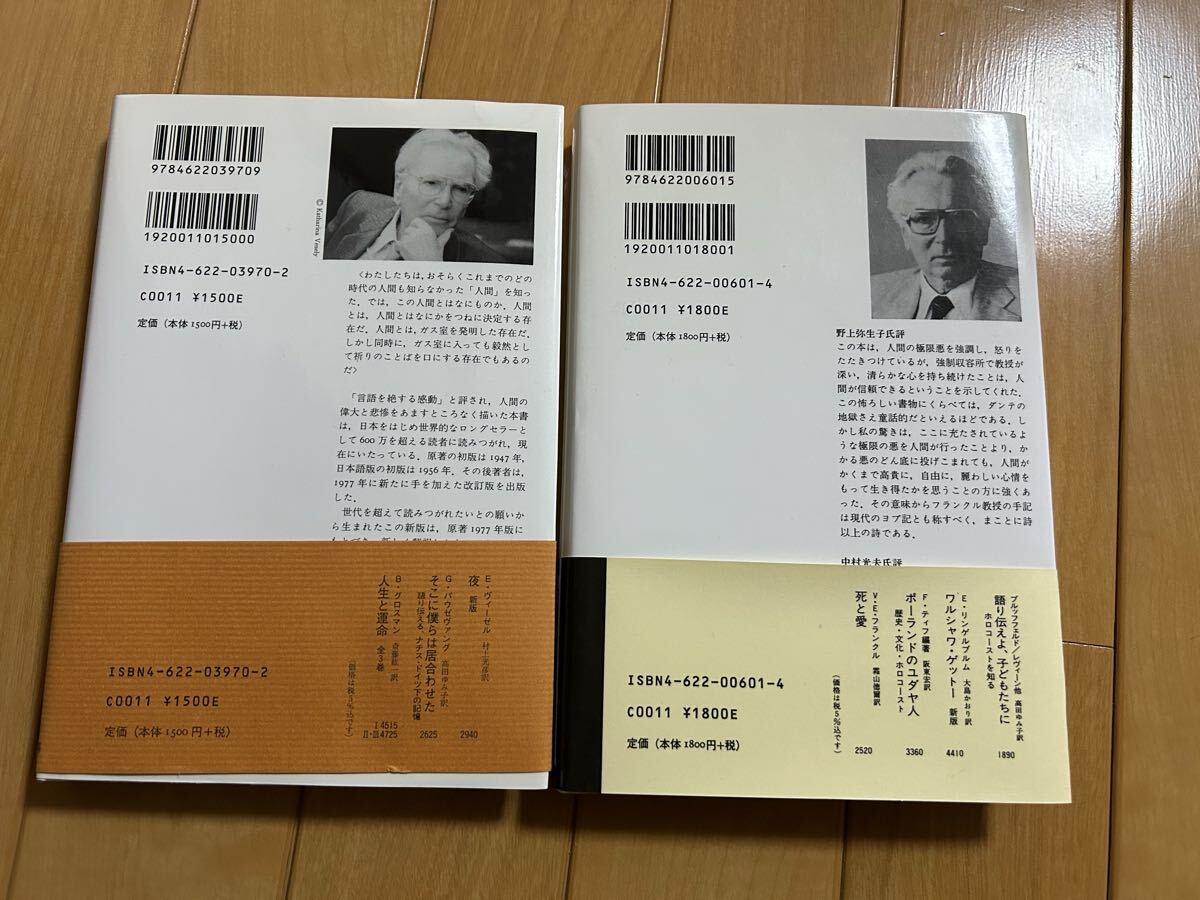 9784622039709
1920011015000
ISBN4-622-03970-2
C0011 ¥1500E
定価（本体1500円+税）
© Katharina Vesely
〈わたしたちは，おそらくこれまでのどの
時代の人間も知らなかった「人間」を知っ
た．では，この人間とはなにものか．人間
とは，人間とはなにかをつねに決定する存
在だ．人間とは，ガス室を発明した存在だ．
しかし同時に，ガス室に入っても毅然とし
て祈りのことばを口にする存在でもあるの
だ〉
「言語を絶する感動」と評され，人間の
偉大と悲惨をあますところなく描いた本書
は，日本をはじめ世界的なロングセラーと
して600万を超える読者に読みつがれ，現
在にいたっている．原著の初版は1947年，
日本語版の初版は1956年．その後著者は，
1977年に新たに手を加えた改訂版を出版
した．
世代を超えて読みつがれたいとの願いか
ら生まれたこの新版は，原著1977年版に
E・ヴィーゼル 村上光彦訳
夜 新版
2940
G・パウゼヴァング 高田ゆみ子訳
そこに僕らは居合わせた
語り伝える、ナチス・ドイツ下の記憶
2625
B・グロスマン 斎藤紘一訳
人生と運命 全3巻
I 4515
II・III 4725
（価格は税5%込です）
ISBN4-622-03970-2
C0011 ¥1500E
定価（本体1500円+税）
9784622006015
1920011018001
ISBN4-622-00601-4
C0011 ¥1800E
定価（本体1800円+税）
野上弥生子氏評
この本は，人間の極限悪を強調し，怒りを
たたきつけているが，強制収容所で教授が
深い，清らかな心を持ち続けたことは，人
間が信頼できるということを示してくれた．
この怖ろしい書物にくらべては，ダンテの
地獄さえ童話的だといえるほどである．し
かし私の驚きは，ここに充たされているよ
うな極限の悪を人間が行ったことより，か
かる悪のどん底に投げこまれても，人間が
かくまで高貴に，自由に，麗わしい心情を
もって生き得たかを思うことの方に強くあ
った．その意味からフランクル教授の手記
は現代のヨブ記とも称すべく，まことに詩
以上の詩である．
中村光夫氏評
ブルッフフェルド／レヴィーン他 高田ゆみ子訳
語り伝えよ、子どもたちに
ホロコーストを知る
1890
E・リンゲルブルム 大島かおり訳
ワルシャワ・ゲットー 新版
4410
F・ティフ編著 阪東宏訳
ポーランドのユダヤ人
歴史・文化・ホロコースト
3360
V・E・フランクル 霜山徳爾訳
死と愛
2520
（価格は税5%込です）
ISBN4-622-00601-4
C0011 ¥1800E
定価（本体1800円+税）